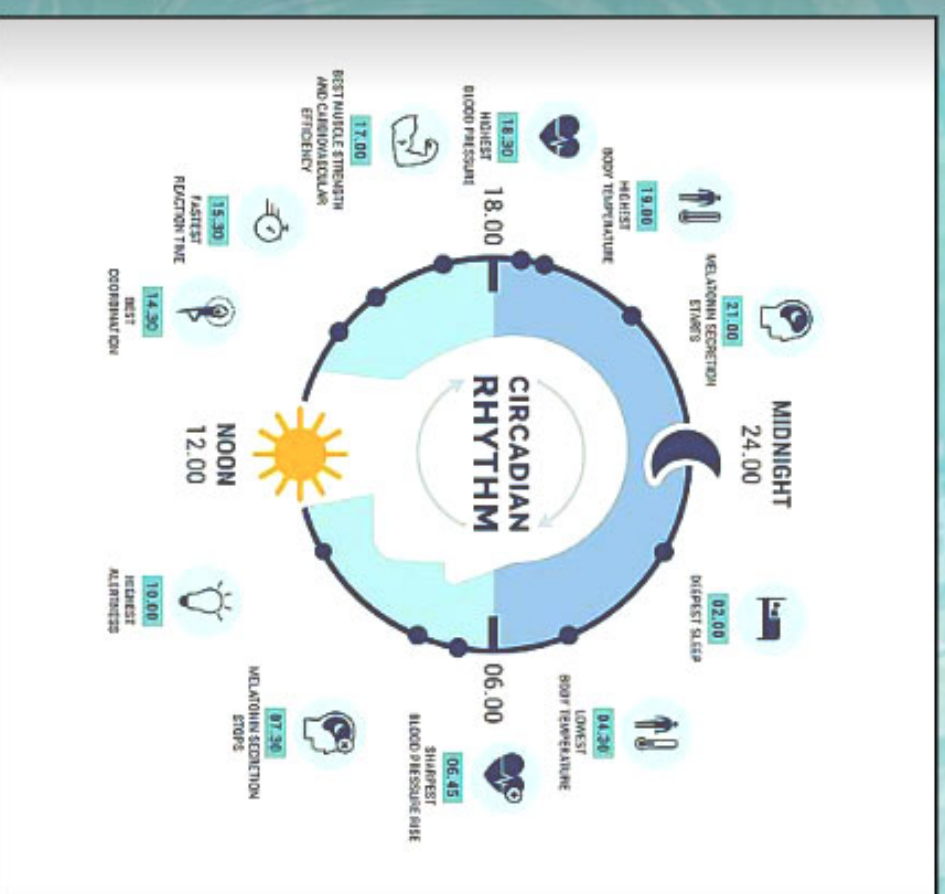 MIDNIGHT
24.00
02.00
DEEPEST SLEEP
04.30
LOWEST
BODY TEMPERATURE
06.00
06.45
SHARPEST
BLOOD PRESSURE RISE
07.30
MELATONIN SECRETION
STOPS
10.00
HIGHEST
ALERTNESS
NOON
12.00
14.30
BEST
COORDINATION
15.30
FASTEST
REACTION TIME
17.00
BEST MUSCLE STRENGTH
AND CARDIOVASCULAR
EFFICIENCY
18.00
18.30
HIGHEST
BLOOD PRESSURE
19.00
HIGHEST
BODY TEMPERATURE
21.00
MELATONIN SECRETION
STARTS
CIRCADIAN
RHYTHM